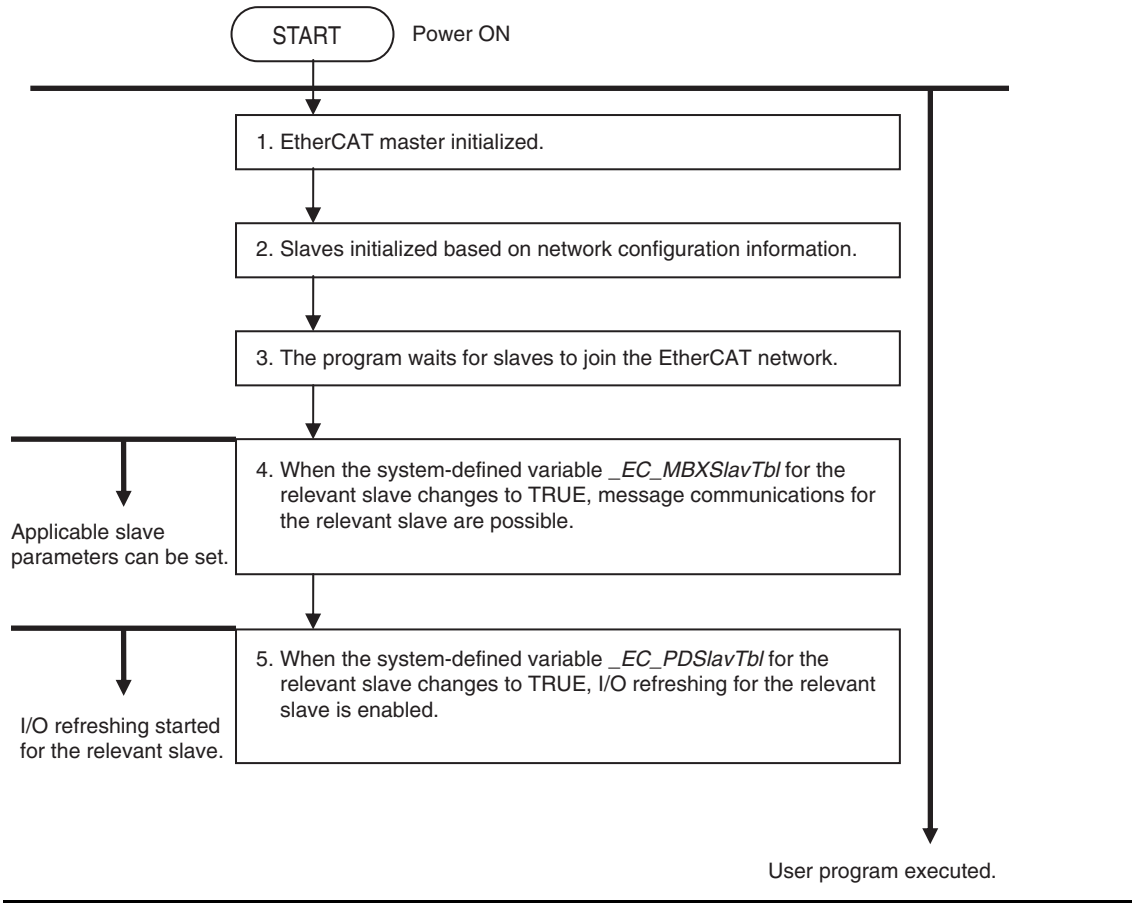 START
Power ON
1. EtherCAT master initialized.
2. Slaves initialized based on network configuration information.
3. The program waits for slaves to join the EtherCAT network.
4. When the system-defined variable _EC_MBXSlavTbl for the
relevant slave changes to TRUE, message communications for
the relevant slave are possible.
Applicable slave
parameters can be set.
5. When the system-defined variable _EC_PDSlavTbl for the
relevant slave changes to TRUE, I/O refreshing for the relevant
slave is enabled.
I/O refreshing started
for the relevant slave.
User program executed.